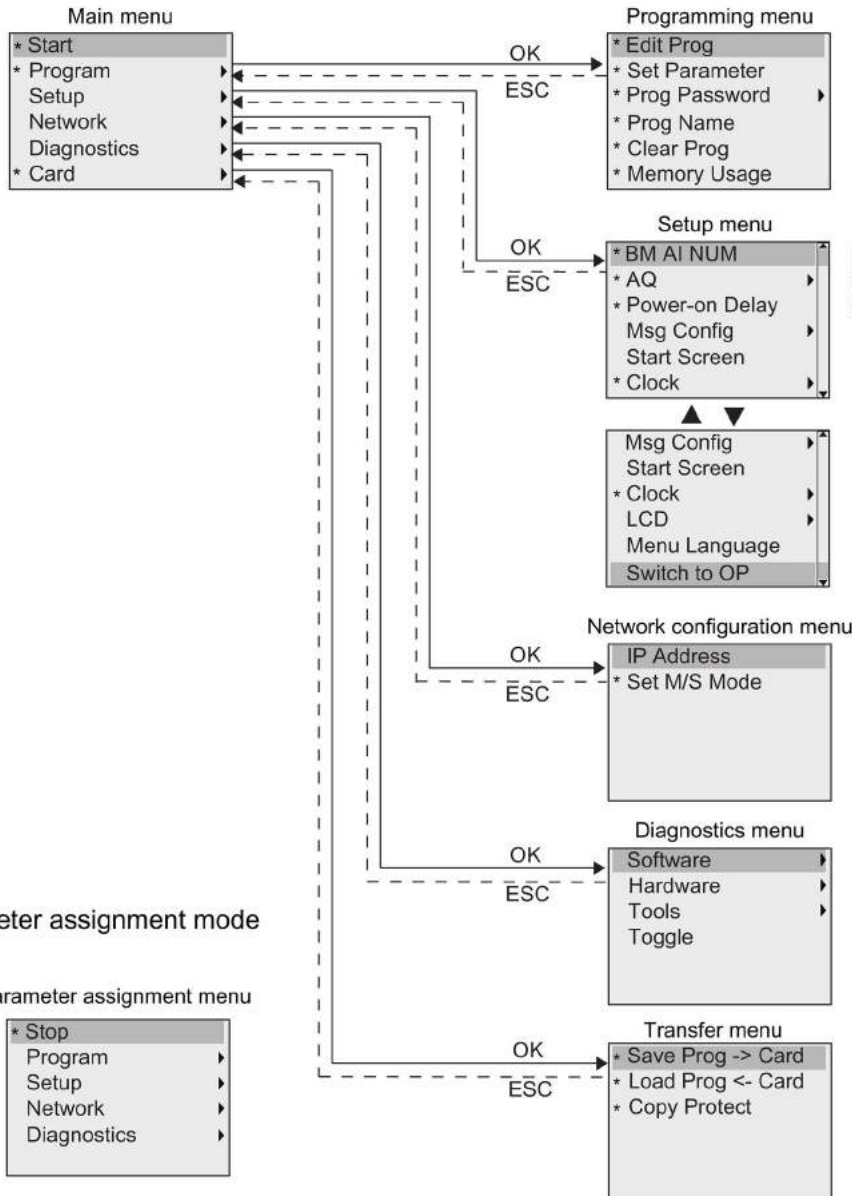 Main menu
* Start
* Program
Setup
Network
Diagnostics
* Card
OK
ESC
Programming menu
* Edit Prog
* Set Parameter
* Prog Password
* Prog Name
* Clear Prog
* Memory Usage
OK
ESC
Setup menu
* BM AI NUM
* AQ
* Power-on Delay
Msg Config
Start Screen
* Clock
Msg Config
Start Screen
* Clock
LCD
Menu Language
Switch to OP
OK
ESC
Network configuration menu
IP Address
* Set M/S Mode
OK
ESC
Diagnostics menu
Software
Hardware
Tools
Toggle
OK
ESC
Transfer menu
* Save Prog -> Card
* Load Prog <- Card
* Copy Protect
eter assignment mode
arameter assignment menu
* Stop
Program
Setup
Network
Diagnostics